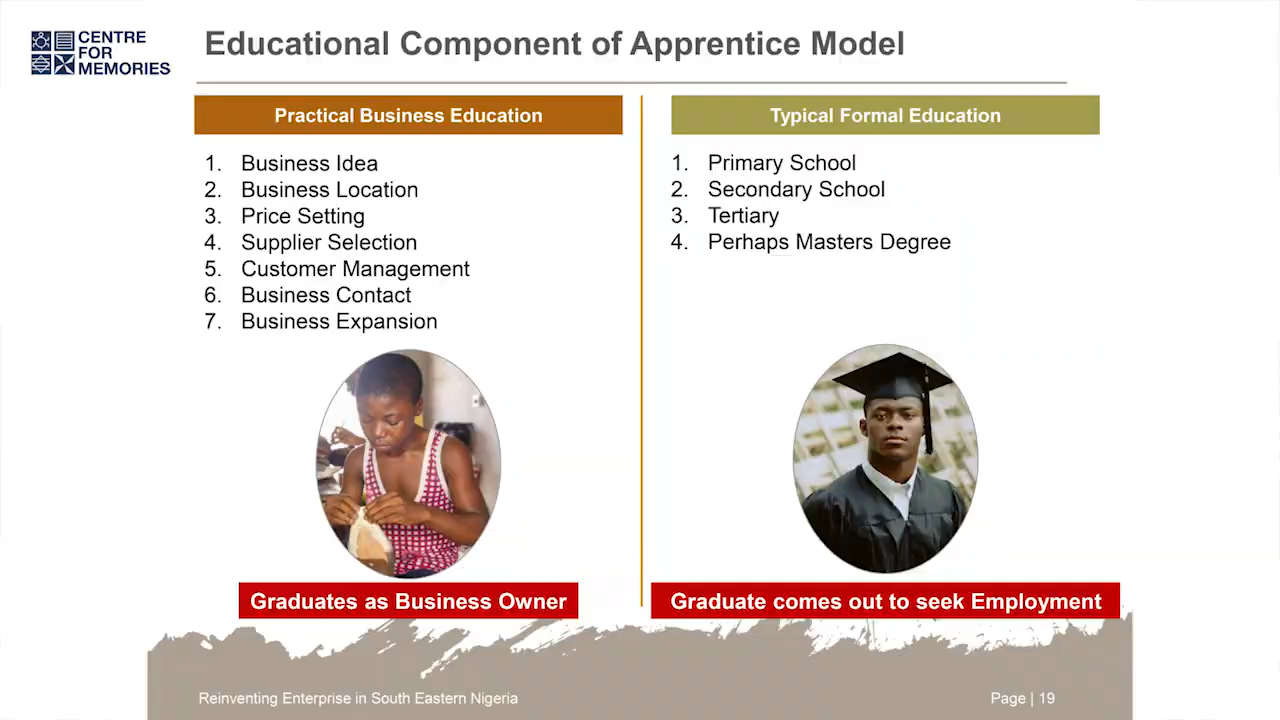 CENTRE
FOR
MEMORIES
Educational Component of Apprentice Model
Practical Business Education
1. Business Idea
2. Business Location
3. Price Setting
4. Supplier Selection
5. Customer Management
6. Business Contact
7. Business Expansion
Graduates as Business Owner
Typical Formal Education
1. Primary School
2. Secondary School
3. Tertiary
4. Perhaps Masters Degree
Graduate comes out to seek Employment
Reinventing Enterprise in South Eastern Nigeria
Page | 19